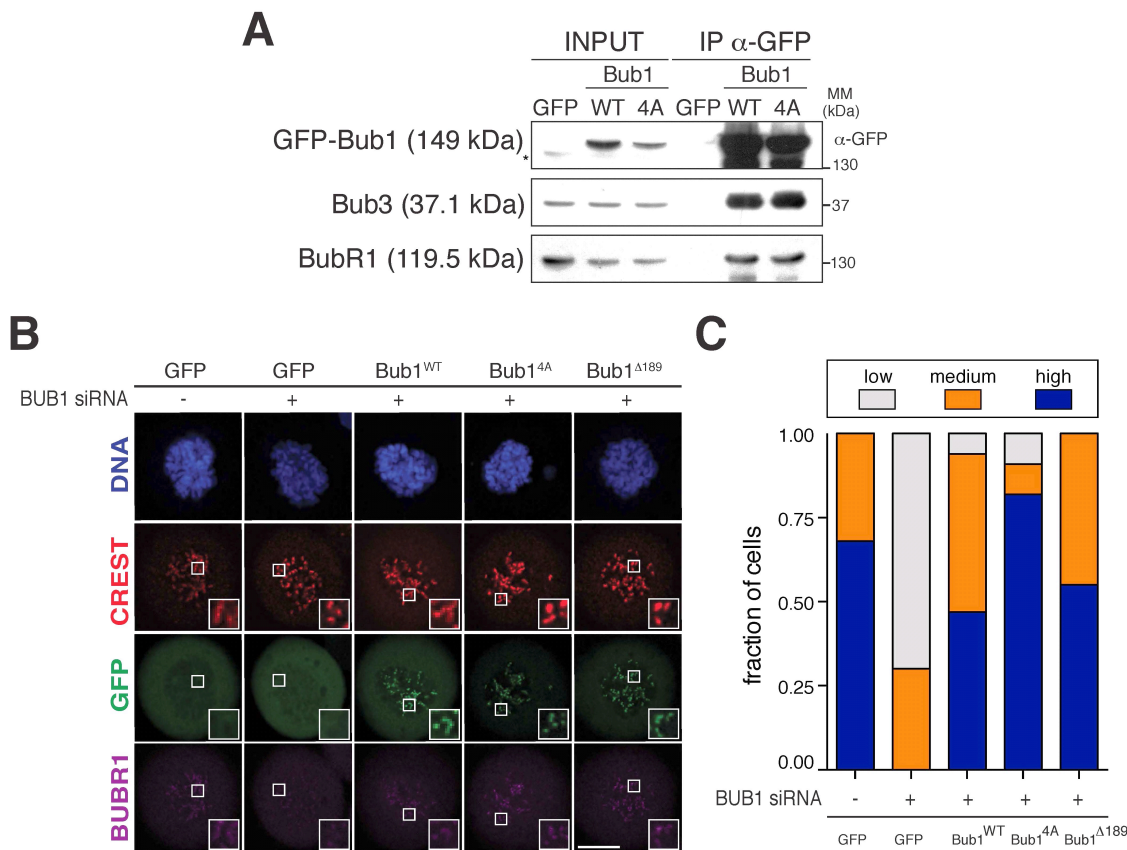 A
INPUT IP α-GFP
Bub1 Bub1
GFP WT 4A GFP WT 4A MM (kDa)
GFP-Bub1 (149 kDa) α-GFP
* 130
Bub3 (37.1 kDa) 37
BubR1 (119.5 kDa) 130
B
GFP GFP Bub1WT Bub14A Bub1Δ189
BUB1 siRNA - + + + +
DNA
CREST
GFP
BUBR1
C
low medium high
1.00
0.75
0.50
0.25
0.00
fraction of cells
BUB1 siRNA - + + + +
GFP GFP Bub1WT Bub14A Bub1Δ189